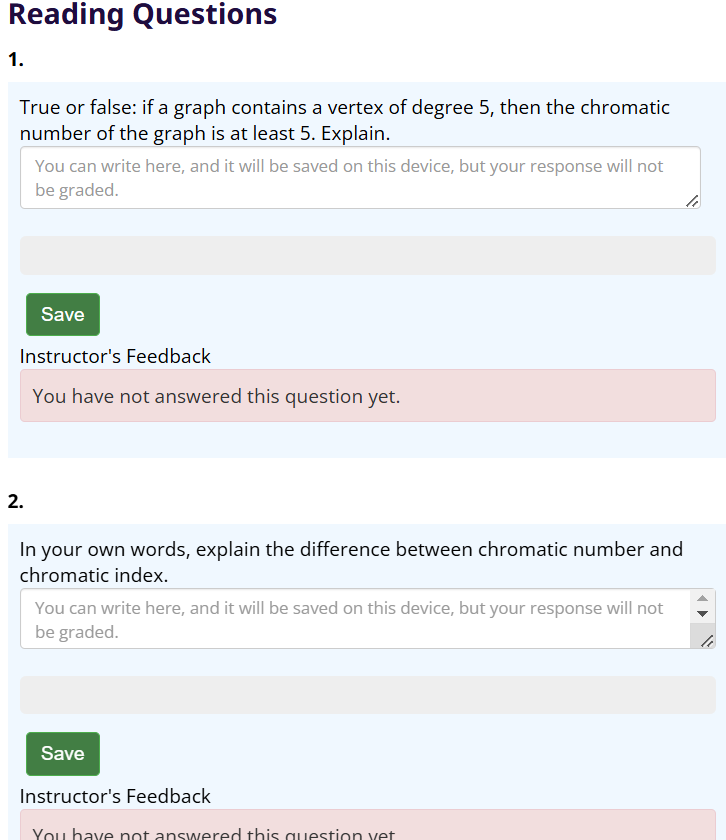 Reading Questions
1.
True or false: if a graph contains a vertex of degree 5, then the chromatic
number of the graph is at least 5. Explain.
You can write here, and it will be saved on this device, but your response will not
be graded.
Save
Instructor's Feedback
You have not answered this question yet.
2.
In your own words, explain the difference between chromatic number and
chromatic index.
You can write here, and it will be saved on this device, but your response will not
be graded.
Save
Instructor's Feedback
You have not answered this question yet.